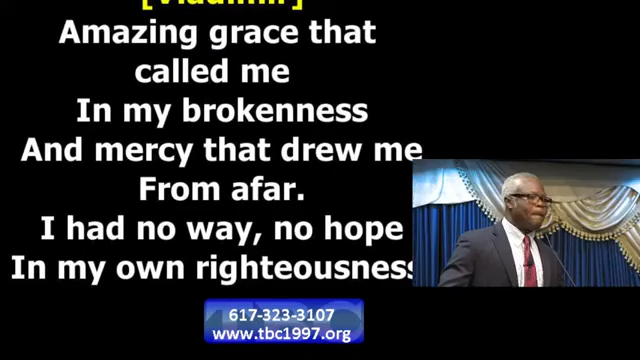 Amazing grace that
called me
In my brokenness
And mercy that drew me
From afar.
I had no way, no hope
In my own righteousness
617-323-3107
www.tbc1997.org